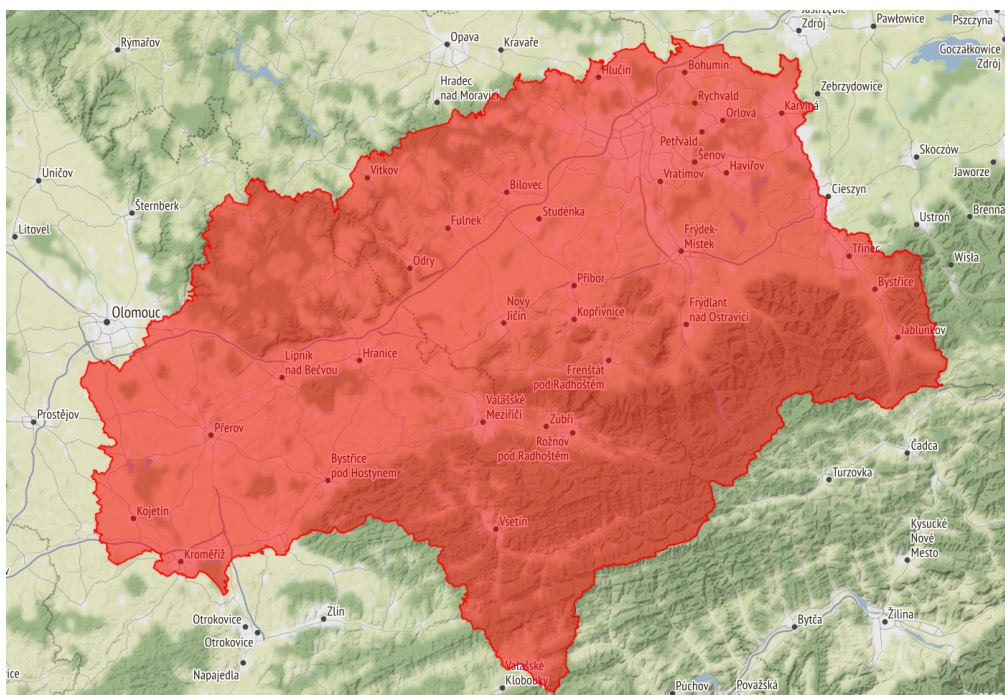 Jastrzębie
Zdrój
Pawłowice
Pszczyna
Rýmařov
Opava
Kravaře
Goczałkowice
Zdrój
Hlučín
Bohumín
Hradec
nad Moravicí
Zebrzydowice
Rychvald
Karviná
Orlová
Petřvald
Šenov
Skoczów
Havířov
Jaworze
Vítkov
Vratimov
Uničov
Bílovec
Cieszyn
Šternberk
Studénka
Brenna
Ustroń
Fulnek
Litovel
Frýdek-
Místek
Třinec
Wisła
Odry
Příbor
Bystřice
Nový
Jičín
Frýdlant
nad Ostravicí
Olomouc
Kopřivnice
Jablunkov
Lipník
nad Bečvou
Hranice
Frenštát
pod Radhoštěm
Valašské
Meziříčí
Prostějov
Zubří
Přerov
Rožnov
pod Radhoštěm
Čadca
Bystřice
pod Hostýnem
Turzovka
Kojetín
Vsetín
Kysucké
Nové
Mesto
Kroměříž
Otrokovice
Zlín
Bytča
Žilina
Otrokovice
Napajedla
Valašské
Klobouky
ice
Púchov
Považská